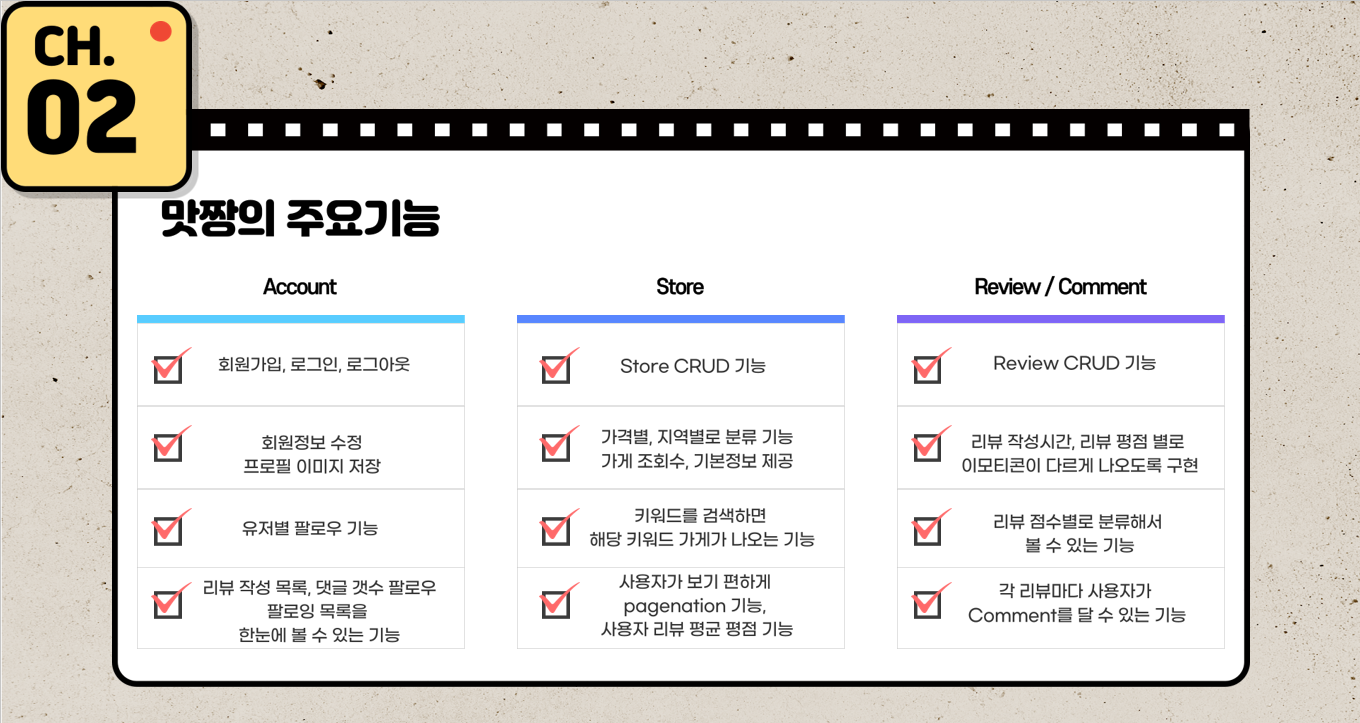 CH.
02
맛짱의 주요기능
Account
회원가입, 로그인, 로그아웃
회원정보 수정
프로필 이미지 저장
유저별 팔로우 기능
리뷰 작성 목록, 댓글 갯수 팔로우
팔로잉 목록을
한눈에 볼 수 있는 기능
Store
Store CRUD 기능
가격별, 지역별로 분류 기능
가게 조회수, 기본정보 제공
키워드를 검색하면
해당 키워드 가게가 나오는 기능
사용자가 보기 편하게
pagenation 기능,
사용자 리뷰 평균 평점 기능
Review / Comment
Review CRUD 기능
리뷰 작성시간, 리뷰 평점 별로
이모티콘이 다르게 나오도록 구현
리뷰 점수별로 분류해서
볼 수 있는 기능
각 리뷰마다 사용자가
Comment를 달 수 있는 기능